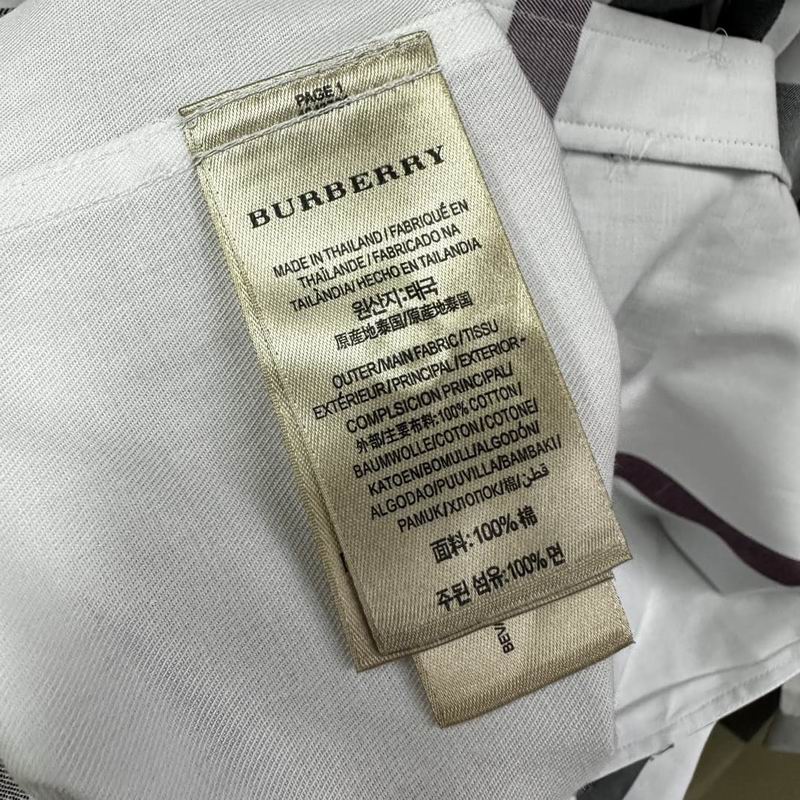 PAGE 1
BURBERRY
MADE IN THAILAND / FABRIQUÉ EN
THAÏLANDE / FABRICADO NA
TAILÀNDIA/ HECHO EN TAILANDIA
원산지:태국
原産地泰国/原産地泰国
OUTER/MAIN FABRIC/TISSU
EXTÉRIEUR/PRINCIPAL/EXTERIOR -
COMPLSICION PRINCIPAL/
外部/主要布料:100% COTTON/
BAUMWOLLE/COTON/COTONE/
KATOEN/BOMULL/ALGODÓN/
ALGODAO/PUUVILLA/BAMBAKI/
PAMUK/ХЛОПОК/棉/قطن
面料:100% 棉
주된 섬유:100% 면
BEV